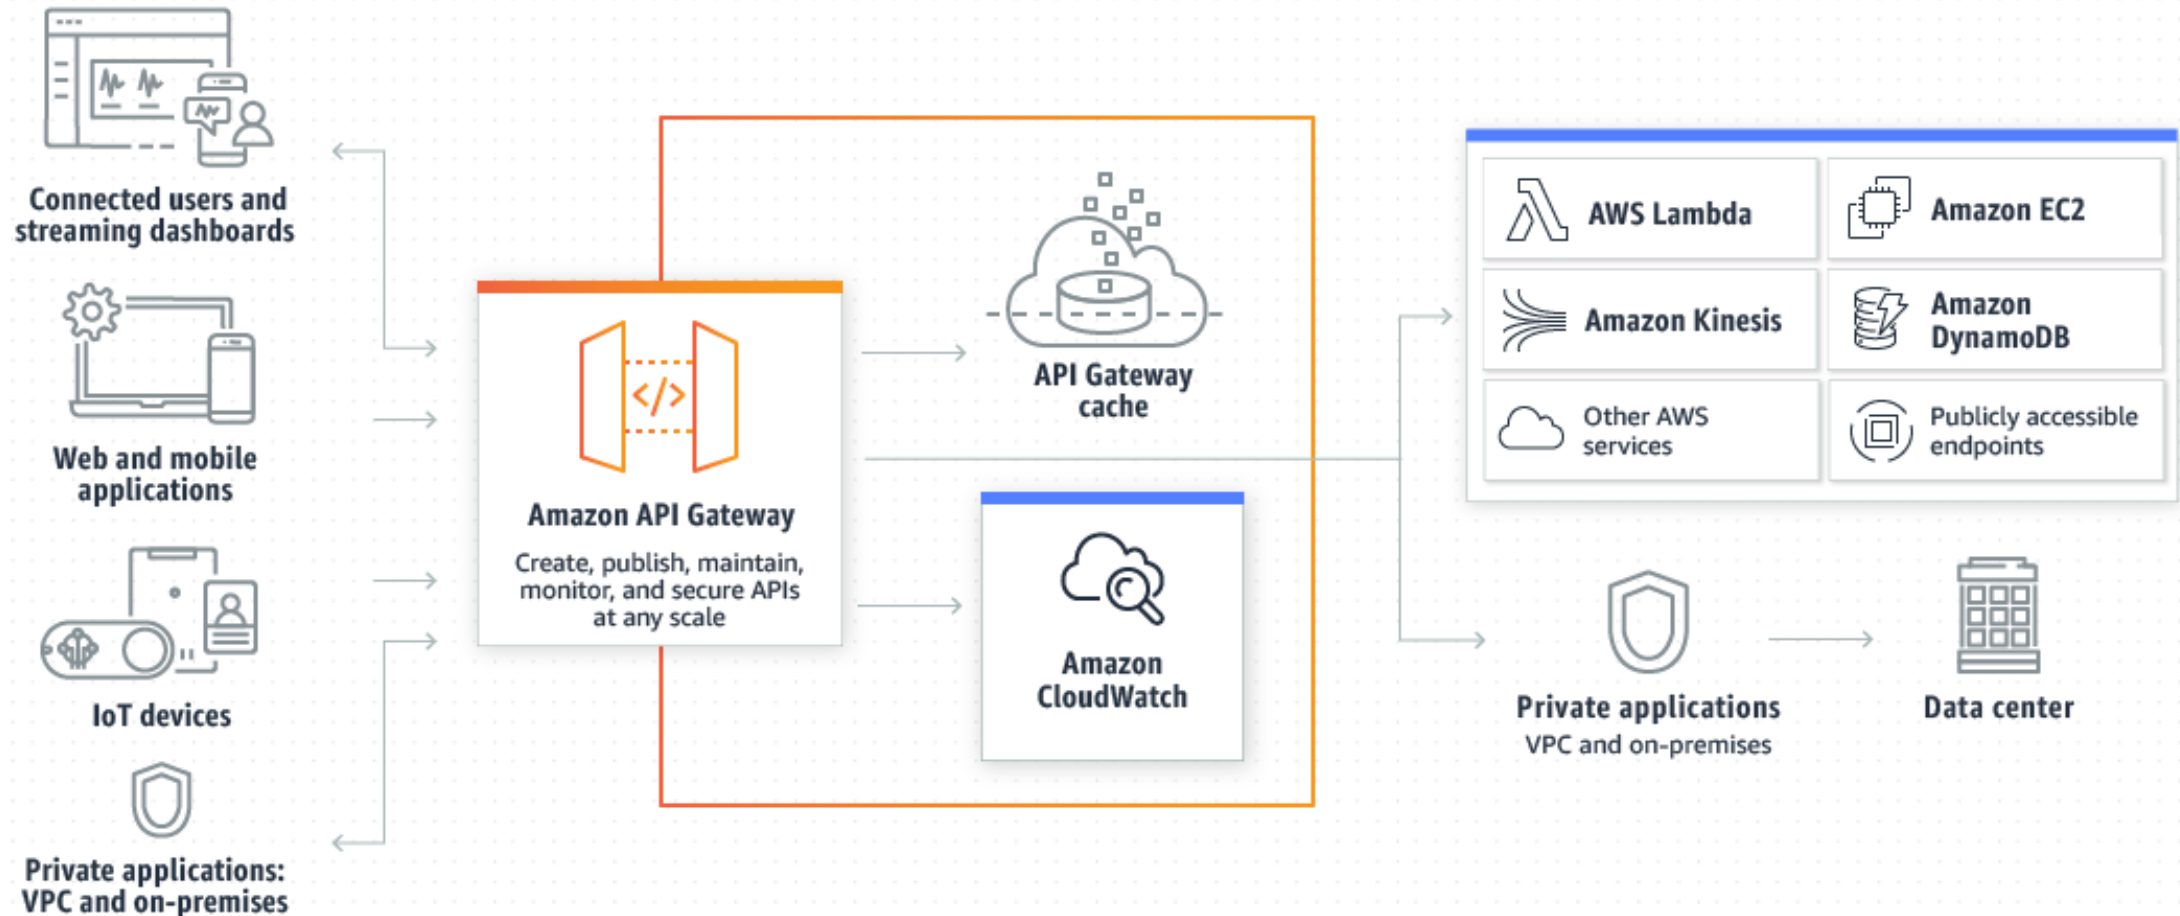 Connected users and
streaming dashboards
Web and mobile
applications
IoT devices
Private applications:
VPC and on-premises
</>
Amazon API Gateway
Create, publish, maintain,
monitor, and secure APIs
at any scale
API Gateway
cache
Amazon
CloudWatch
AWS Lambda
Amazon EC2
Amazon Kinesis
Amazon
DynamoDB
Other AWS
services
Publicly accessible
endpoints
Private applications
VPC and on-premises
Data center